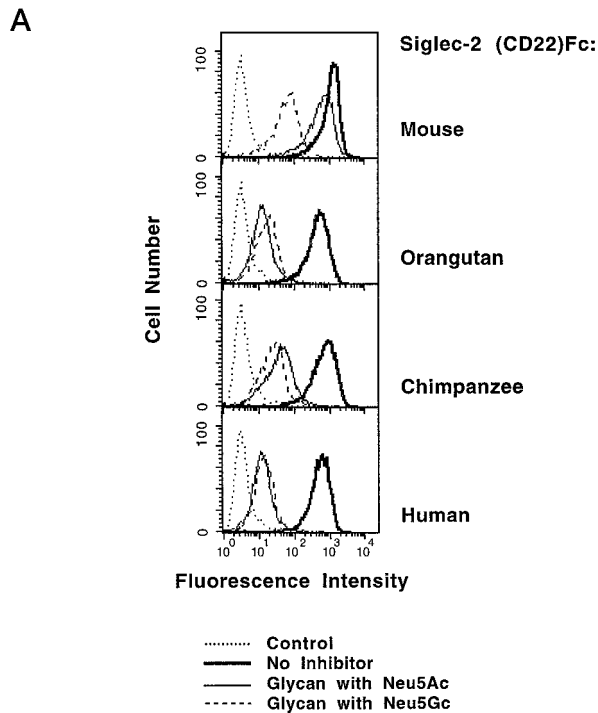 A
Siglec-2 (CD22)Fc:
100
0
Mouse
100
0
Orangutan
100
0
Chimpanzee
100
0
Human
Cell Number
10^0 10^1 10^2 10^3 10^4
Fluorescence Intensity
Control
No Inhibitor
Glycan with Neu5Ac
Glycan with Neu5Gc